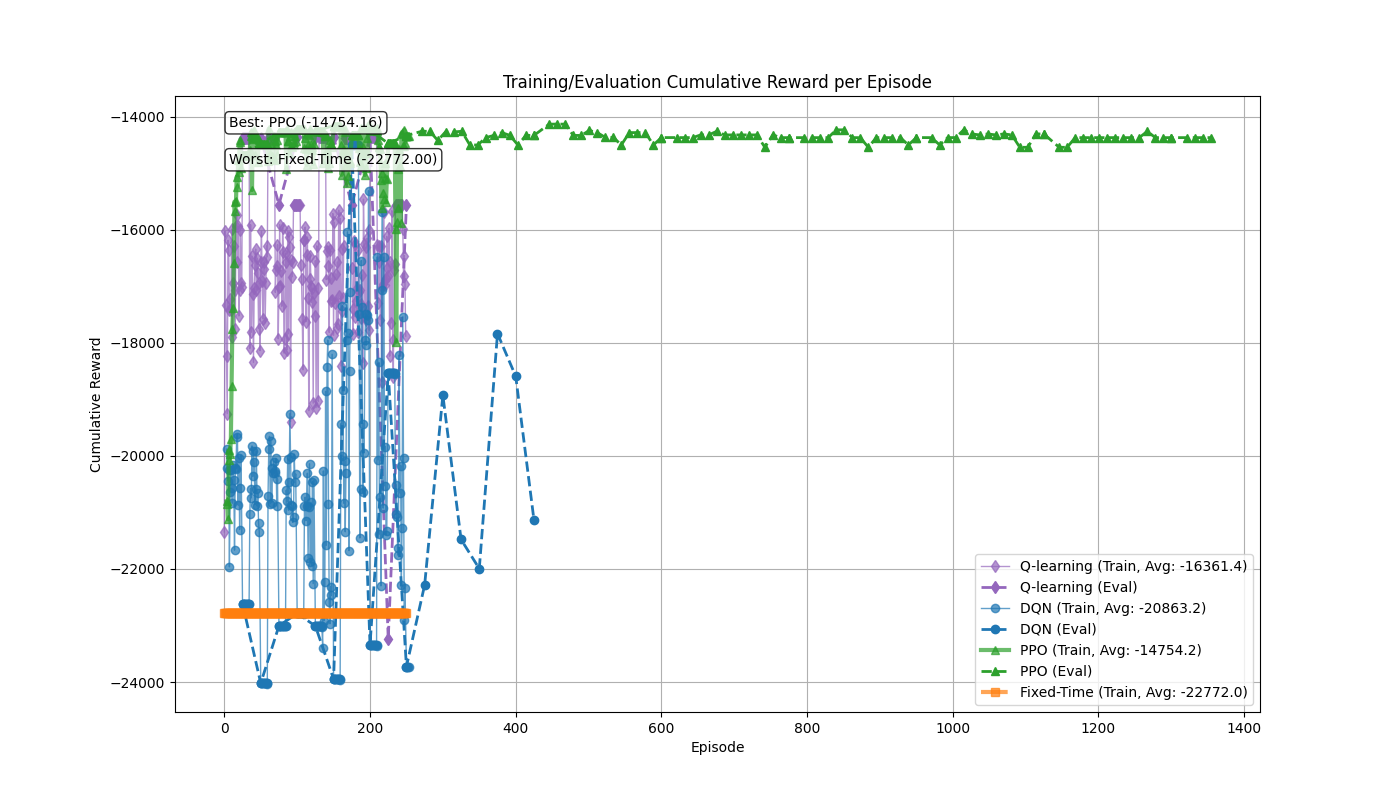 Training/Evaluation Cumulative Reward per Episode
Cumulative Reward
−14000
−16000
−18000
−20000
−22000
−24000
Best: PPO (-14754.16)
Worst: Fixed-Time (-22772.00)
Q-learning (Train, Avg: -16361.4)
Q-learning (Eval)
DQN (Train, Avg: -20863.2)
DQN (Eval)
PPO (Train, Avg: -14754.2)
PPO (Eval)
Fixed-Time (Train, Avg: -22772.0)
0 200 400 600 800 1000 1200 1400
Episode